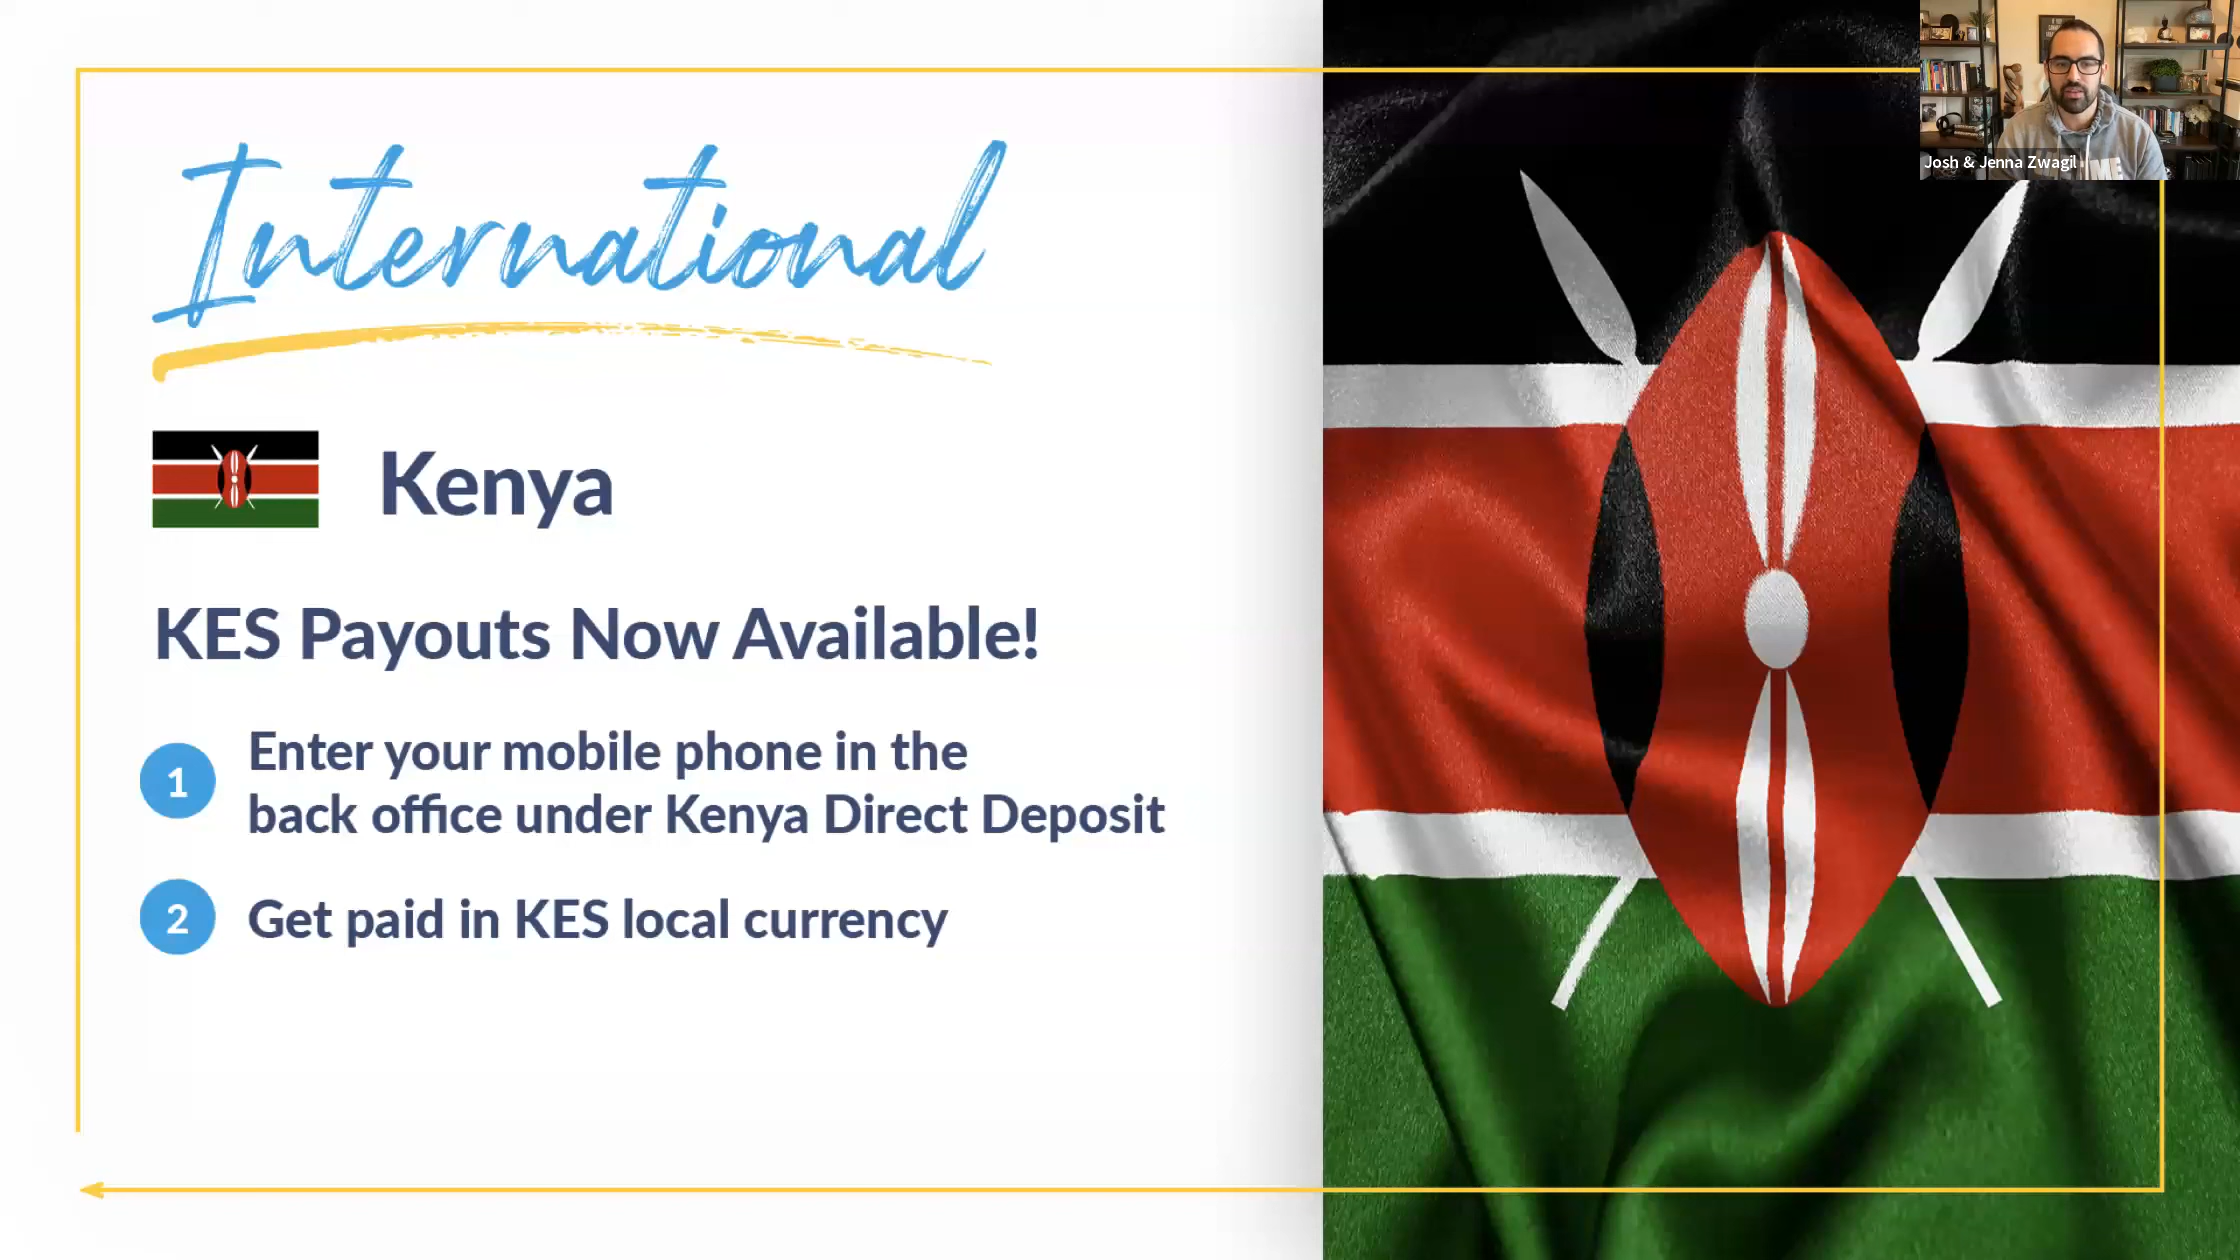 International
Kenya
KES Payouts Now Available!
1 Enter your mobile phone in the
back office under Kenya Direct Deposit
2 Get paid in KES local currency
Josh & Jenna Zwagil